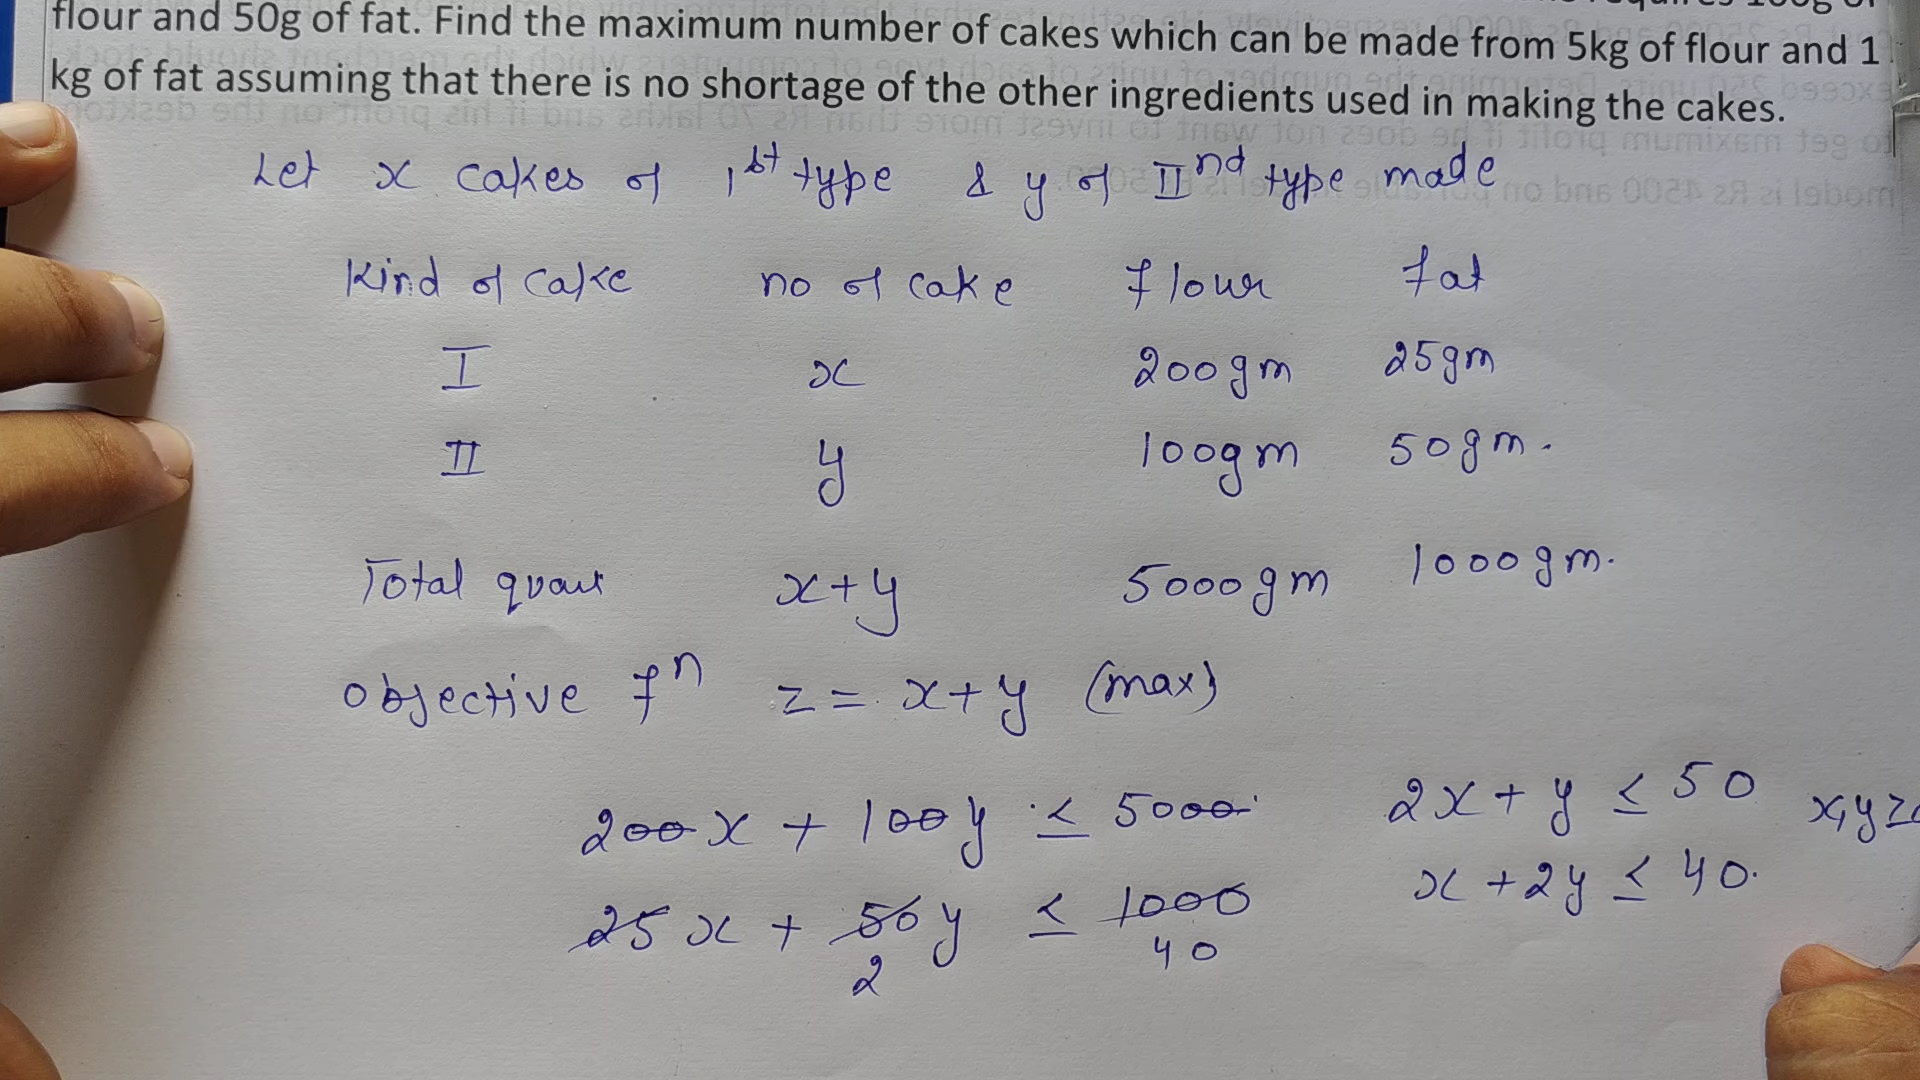 flour and 50g of fat. Find the maximum number of cakes which can be made from 5kg of flour and 1
kg of fat assuming that there is no shortage of the other ingredients used in making the cakes.
Let x cakes of 1st type & y of IInd type made
Kind of cake no of cake flour fat
I x 200gm 25gm
II y 100gm 50gm.
Total quant x+y 5000gm 1000gm.
Objective fn z = x+y (max)
200x + 100y ≤ 5000 2x + y ≤ 50 x,y ≥
25x + 50y ≤ 1000 x + 2y ≤ 40.
2 40